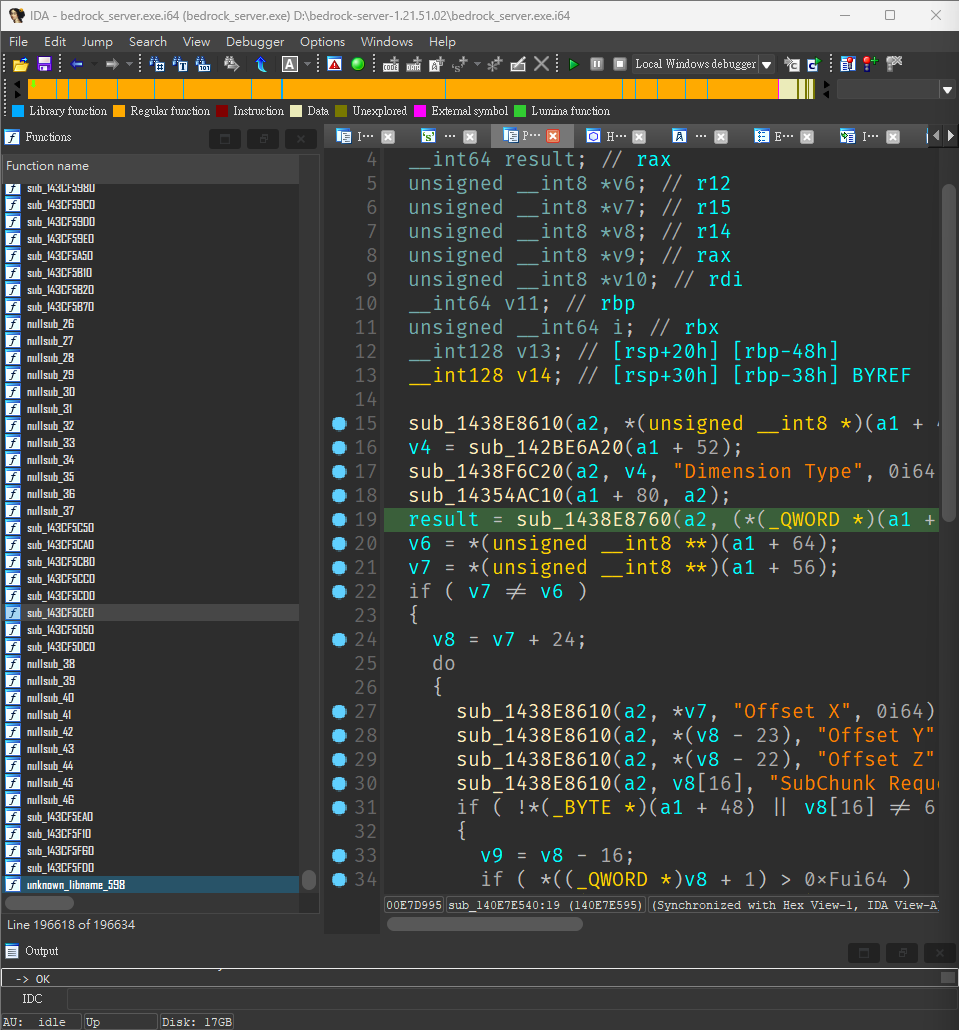 IDA - bedrock_server.exe.i64 (bedrock_server.exe) D:\bedrock-server-1.21.51.02\bedrock_server.exe.i64
File Edit Jump Search View Debugger Options Windows Help
Local Windows debugger
Library function Regular function Instruction Data Unexplored External symbol Lumina function
Functions
Function name
sub_143CF5980
sub_143CF59C0
sub_143CF59D0
sub_143CF59E0
sub_143CF5A50
sub_143CF5B10
sub_143CF5B20
sub_143CF5B70
nullsub_26
nullsub_27
nullsub_28
nullsub_29
nullsub_30
nullsub_31
nullsub_32
nullsub_33
nullsub_34
nullsub_35
nullsub_36
nullsub_37
sub_143CF5C50
sub_143CF5CA0
sub_143CF5CB0
sub_143CF5CC0
sub_143CF5CD0
sub_143CF5CE0
sub_143CF5D50
sub_143CF5DC0
nullsub_38
nullsub_39
nullsub_40
nullsub_41
nullsub_42
nullsub_43
nullsub_44
nullsub_45
nullsub_46
sub_143CF5EA0
sub_143CF5F10
sub_143CF5F60
sub_143CF5FD0
unknown_libname_598
Line 196618 of 196634
I··· ··· P··· H··· ··· E··· I···
4 __int64 result; // rax
5 unsigned __int8 *v6; // r12
6 unsigned __int8 *v7; // r15
7 unsigned __int8 *v8; // r14
8 unsigned __int8 *v9; // rax
9 unsigned __int8 *v10; // rdi
10 __int64 v11; // rbp
11 unsigned __int64 i; // rbx
12 __int128 v13; // [rsp+20h] [rbp-48h]
13 __int128 v14; // [rsp+30h] [rbp-38h] BYREF
14
15 sub_1438E8610(a2, *(unsigned __int8 *)(a1 +
16 v4 = sub_142BE6A20(a1 + 52);
17 sub_1438F6C20(a2, v4, "Dimension Type", 0i64
18 sub_14354AC10(a1 + 80, a2);
19 result = sub_1438E8760(a2, (*(_QWORD *)(a1 +
20 v6 = *(unsigned __int8 **)(a1 + 64);
21 v7 = *(unsigned __int8 **)(a1 + 56);
22 if ( v7 ≠ v6 )
23 {
24 v8 = v7 + 24;
25 do
26 {
27 sub_1438E8610(a2, *v7, "Offset X", 0i64)
28 sub_1438E8610(a2, *(v8 - 23), "Offset Y"
29 sub_1438E8610(a2, *(v8 - 22), "Offset Z"
30 sub_1438E8610(a2, v8[16], "SubChunk Reque
31 if ( !*(_BYTE *)(a1 + 48) || v8[16] ≠ 6
32 {
33 v9 = v8 - 16;
34 if ( *((_QWORD *)v8 + 1) > 0×Fui64 )
00E7D995 sub_140E7E540:19 (140E7E595) (Synchronized with Hex View-1, IDA View-A
Output
-> OK
IDC
AU: idle Up Disk: 17GB